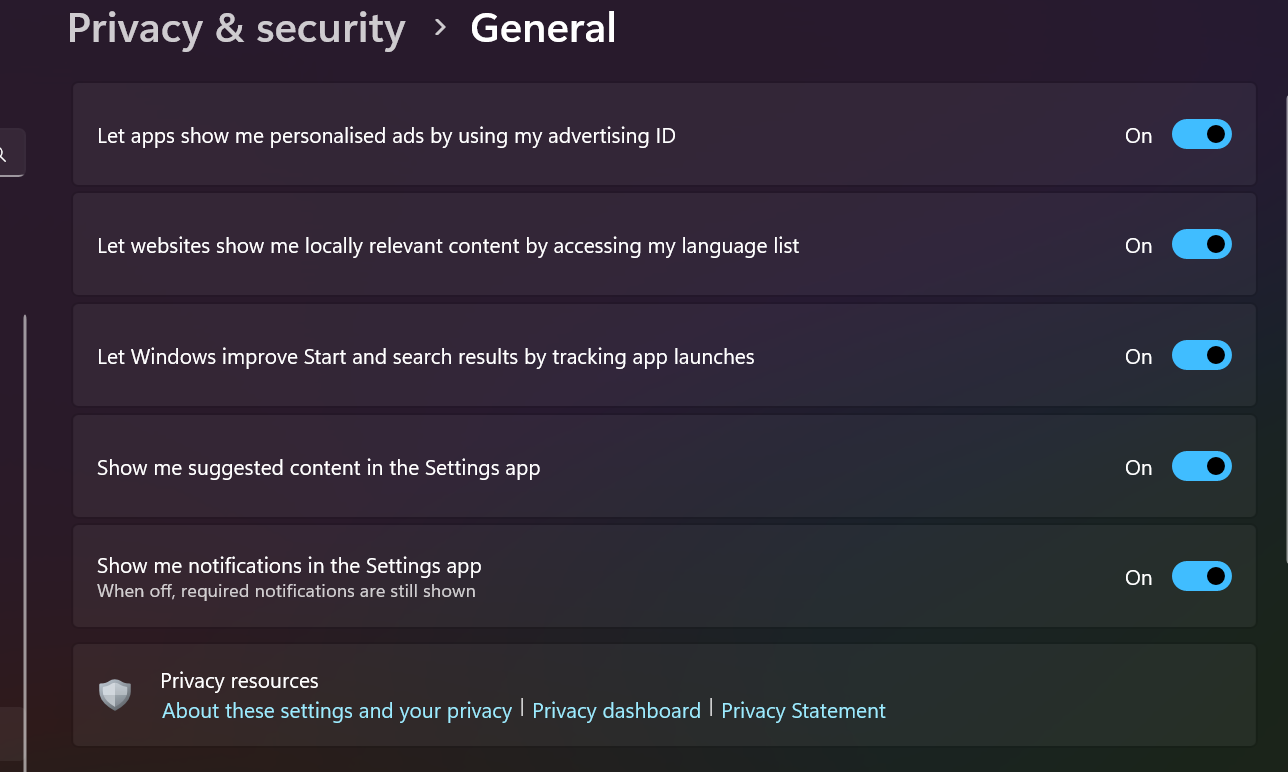 Privacy & security > General
Let apps show me personalised ads by using my advertising ID On
Let websites show me locally relevant content by accessing my language list On
Let Windows improve Start and search results by tracking app launches On
Show me suggested content in the Settings app On
Show me notifications in the Settings app
When off, required notifications are still shown
On
Privacy resources
About these settings and your privacy | Privacy dashboard | Privacy Statement